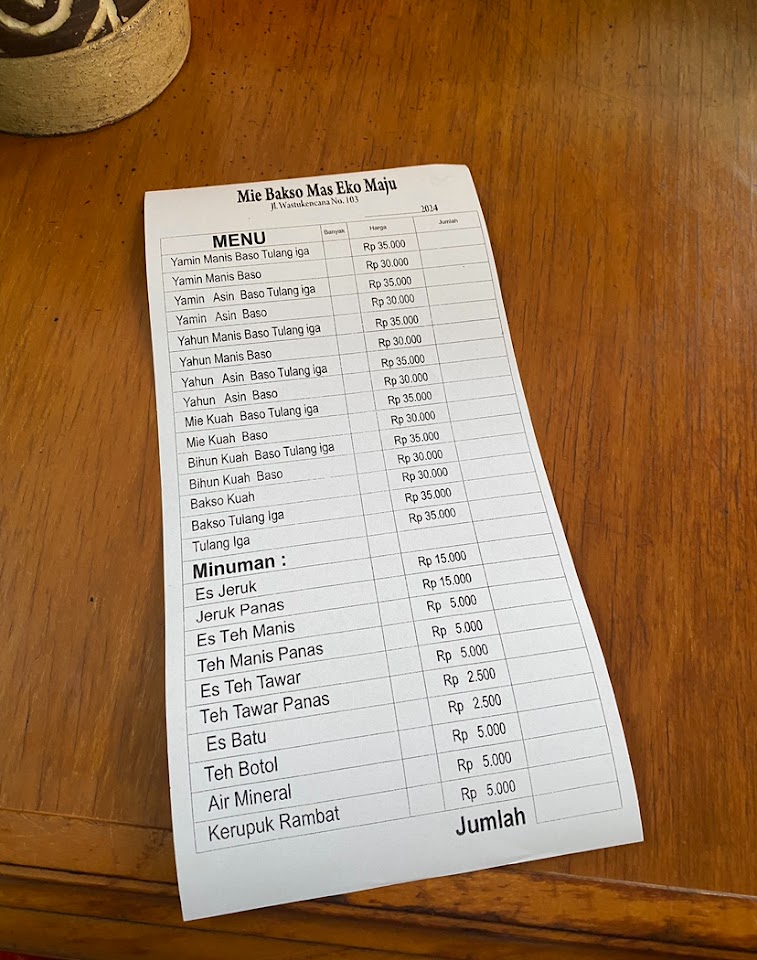 Mie Bakso Mas Eko Maju
Jl. Wastukencana No. 103
2024
MENU Banyak Harga Jumlah
Yamin Manis Baso Tulang iga Rp 35.000
Yamin Manis Baso Rp 30.000
Yamin Asin Baso Tulang iga Rp 35.000
Yamin Asin Baso Rp 30.000
Yahun Manis Baso Tulang iga Rp 35.000
Yahun Manis Baso Rp 30.000
Yahun Asin Baso Tulang iga Rp 35.000
Yahun Asin Baso Rp 30.000
Mie Kuah Baso Tulang iga Rp 35.000
Mie Kuah Baso Rp 30.000
Bihun Kuah Baso Tulang iga Rp 35.000
Bihun Kuah Baso Rp 30.000
Bakso Kuah Rp 30.000
Bakso Tulang Iga Rp 35.000
Tulang Iga Rp 35.000
Minuman :
Es Jeruk Rp 15.000
Jeruk Panas Rp 15.000
Es Teh Manis Rp 5.000
Teh Manis Panas Rp 5.000
Es Teh Tawar Rp 5.000
Teh Tawar Panas Rp 2.500
Es Batu Rp 2.500
Teh Botol Rp 5.000
Air Mineral Rp 5.000
Kerupuk Rambat Rp 5.000
Jumlah